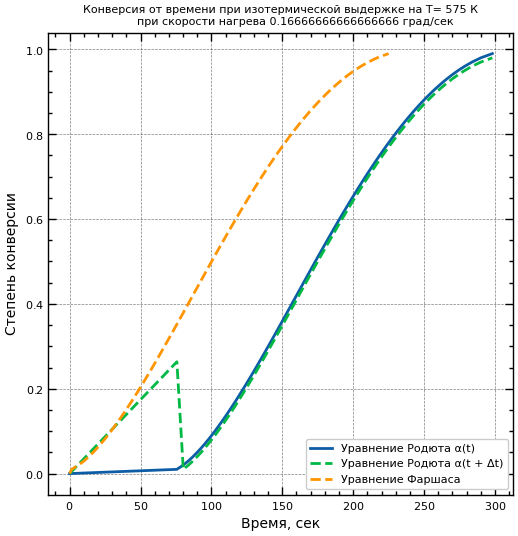 Конверсия от времени при изотермической выдержке на T= 575 K
при скорости нагрева 0.16666666666666666 град/сек
1.0
0.8
0.6
0.4
0.2
0.0
Степень конверсии
Уравнение Родюта α(t)
Уравнение Родюта α(t + Δt)
Уравнение Фаршаса
0 50 100 150 200 250 300
Время, сек